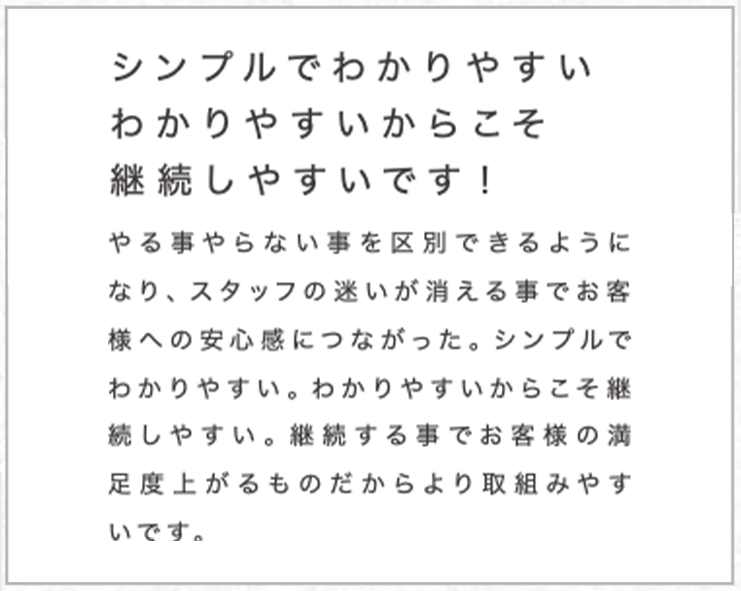 シンプルでわかりやすい
わかりやすいからこそ
継続しやすいです！
やる事やらない事を区別できるように
なり、スタッフの迷いが消える事でお客
様への安心感につながった。シンプルで
わかりやすい。わかりやすいからこそ継
続しやすい。継続する事でお客様の満
足度上がるものだからより取組みやす
いです。